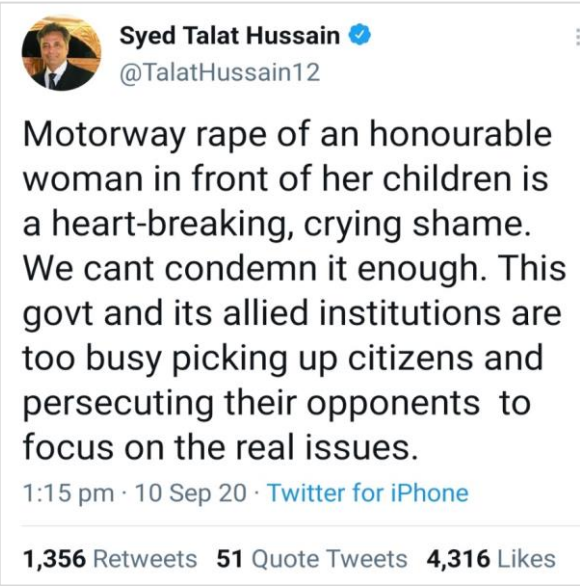 Syed Talat Hussain
@TalatHussain12
Motorway rape of an honourable
woman in front of her children is
a heart-breaking, crying shame.
We cant condemn it enough. This
govt and its allied institutions are
too busy picking up citizens and
persecuting their opponents  to
focus on the real issues.
1:15 pm · 10 Sep 20 · Twitter for iPhone
1,356 Retweets 51 Quote Tweets 4,316 Likes